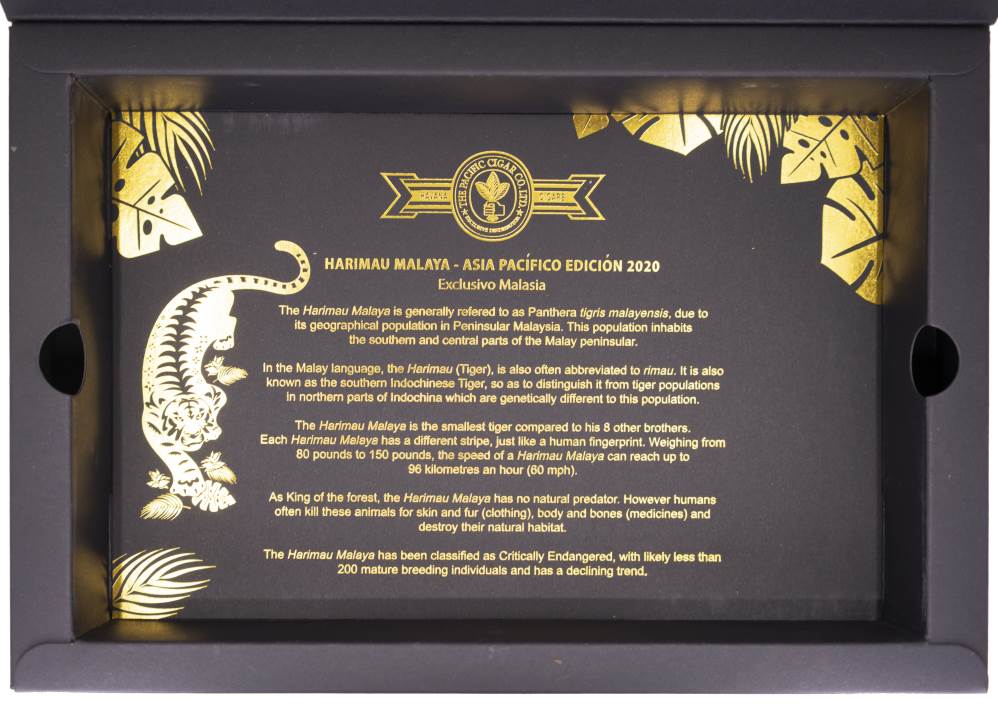 THE PACIFIC CIGAR CO. LTD.
HAVANA CIGARS
EXCLUSIVE DISTRIBUTOR
HARIMAU MALAYA - ASIA PACÍFICO EDICIÓN 2020
Exclusivo Malasia
The Harimau Malaya is generally refered to as Panthera tigris malayensis, due to
its geographical population in Peninsular Malaysia. This population inhabits
the southern and central parts of the Malay peninsular.
In the Malay language, the Harimau (Tiger), is also often abbreviated to rimau. It is also
known as the southern Indochinese Tiger, so as to distinguish it from tiger populations
in northern parts of Indochina which are genetically different to this population.
The Harimau Malaya is the smallest tiger compared to his 8 other brothers.
Each Harimau Malaya has a different stripe, just like a human fingerprint. Weighing from
80 pounds to 150 pounds, the speed of a Harimau Malaya can reach up to
96 kilometres an hour (60 mph).
As King of the forest, the Harimau Malaya has no natural predator. However humans
often kill these animals for skin and fur (clothing), body and bones (medicines) and
destroy their natural habitat.
The Harimau Malaya has been classified as Critically Endangered, with likely less than
200 mature breeding individuals and has a declining trend.